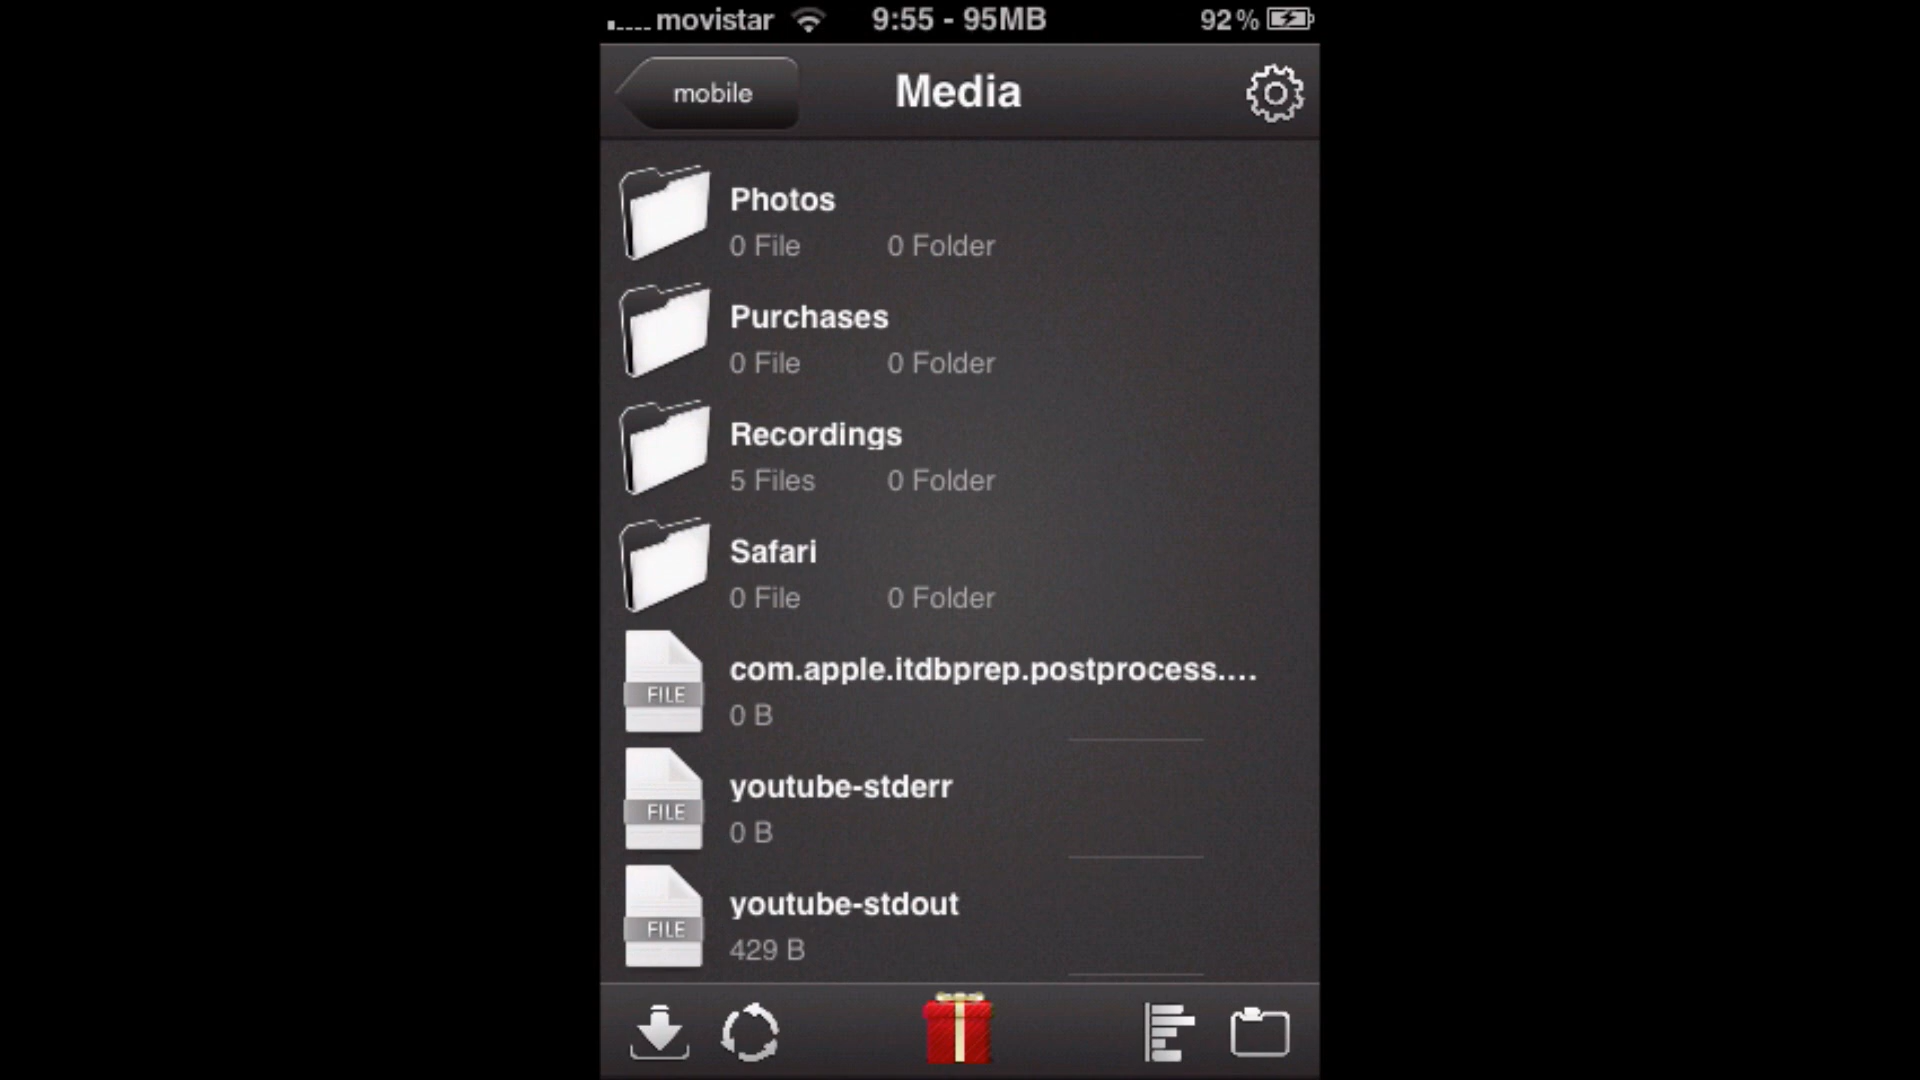 movistar 9:55 - 95MB 92%
mobile Media
Photos
0 File 0 Folder
Purchases
0 File 0 Folder
Recordings
5 Files 0 Folder
Safari
0 File 0 Folder
com.apple.itdbprep.postprocess....
FILE
0 B
youtube-stderr
FILE
0 B
youtube-stdout
FILE
429 B